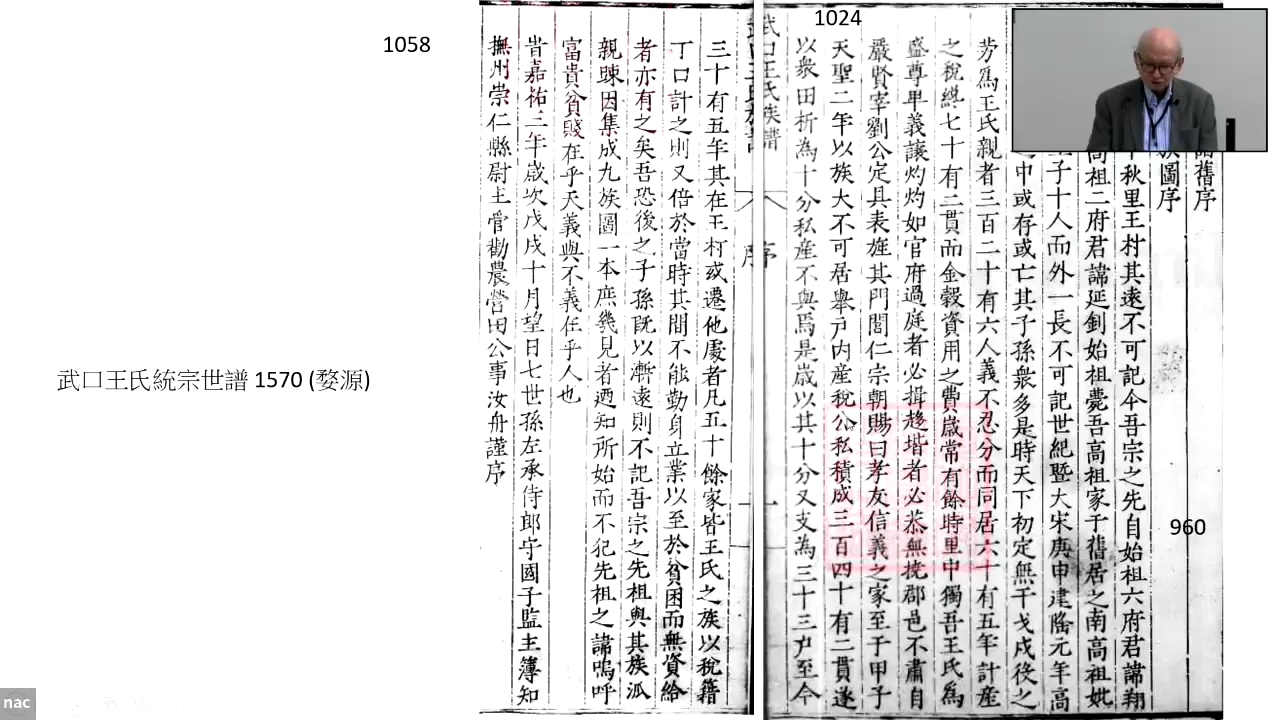 1058
1024
960
武口王氏統宗世譜 1570 (婺源)
舊序
族圖序
秋里王村其遠不可記今吾宗之先自始祖六府君諱翔
高祖二府君諱延釗始祖薨吾高祖家于舊居之南高祖妣
子十人而外一長不可記世紀暨大宋庚申建隆元年高
之中或存或亡其子孫衆多是時天下初定無干戈戍役之
勞爲王氏親者三百二十有六人義不忍分而同居六十有五年計産
之稅緡七十有二貫而金穀資用之費歲常有餘時里中獨吾王氏爲
盛尊卑義讓灼灼如官府過庭者必揖趍堦者必恭無撓郡邑不肅自
嚴賢宰劉公定具表旌其門閭仁宗朝賜曰孝友信義之家至于甲子
天聖二年以族大不可居舉户内産稅公私積成三百四十有二貫遂
以衆田析為十分私産不與焉是歲以其十分又支為三十三户至今
武口王氏族譜 序
三十有五年其在王村或遷他處者凡五十餘家皆王氏之族以稅籍
丁口計之則又倍於當時其間不能勤身立業以至於貧困而無資給
者亦有之矣吾恐後之子孫既以漸遠則不記吾宗之先祖與其族派
親踈因集成九族圖一本庶幾見者廼知所始而不犯先祖之諱嗚呼
富貴貧賤在乎天義與不義在乎人也
旹嘉祐三年歲次戊戌十月望日七世孫左承侍郎守國子監主簿知
撫州崇仁縣尉主管勸農營田公事汝舟謹序
nac